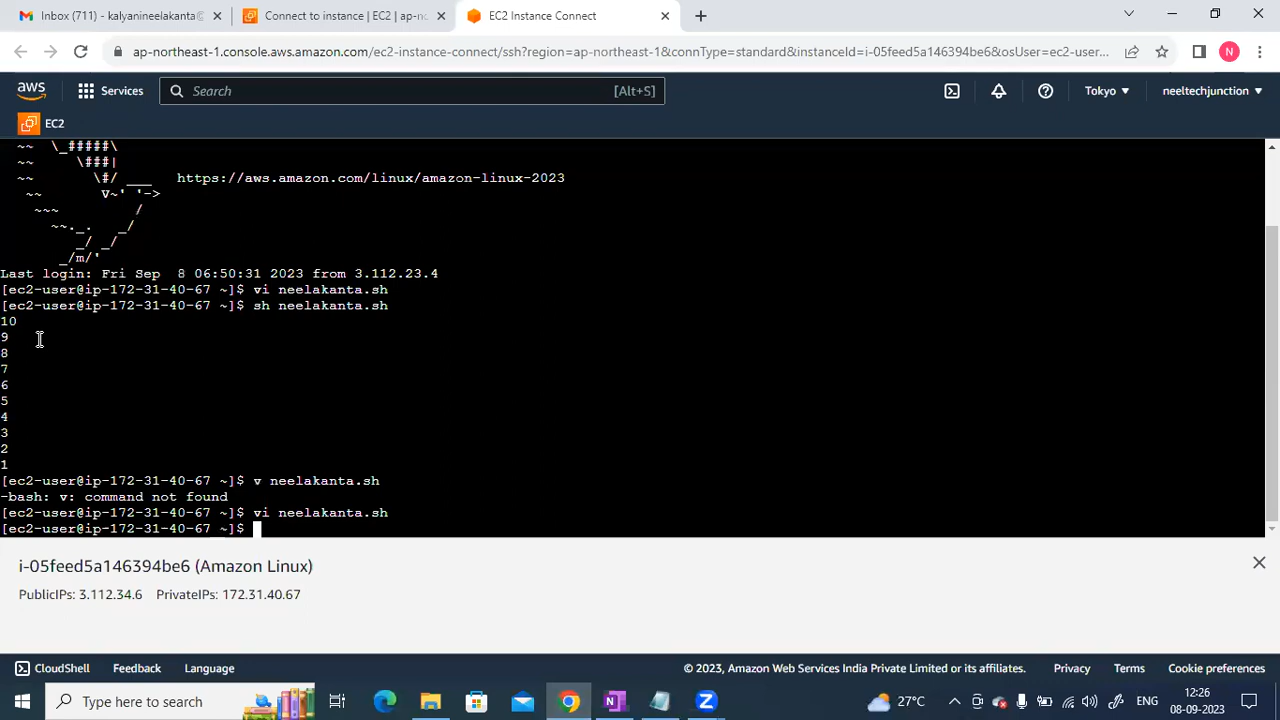 Inbox (711) - kalyanineelakanta@
Connect to instance | EC2 | ap-no
EC2 Instance Connect
ap-northeast-1.console.aws.amazon.com/ec2-instance-connect/ssh?region=ap-northeast-1&connType=standard&instanceId=i-05feed5a146394be6&osUser=ec2-user...
N
aws
Services
Search
[Alt+S]
Tokyo
neeltechjunction
EC2
~~  \_#####\
~~     \###|
~~       \#/ ___   https://aws.amazon.com/linux/amazon-linux-2023
~~       V~' '->
~~~         /
~~._.   _/
_/ _/
_/m/'
Last login: Fri Sep  8 06:50:31 2023 from 3.112.23.4
[ec2-user@ip-172-31-40-67 ~]$ vi neelakanta.sh
[ec2-user@ip-172-31-40-67 ~]$ sh neelakanta.sh
10
9
8
7
6
5
4
3
2
1
[ec2-user@ip-172-31-40-67 ~]$ v neelakanta.sh
-bash: v: command not found
[ec2-user@ip-172-31-40-67 ~]$ vi neelakanta.sh
[ec2-user@ip-172-31-40-67 ~]$
i-05feed5a146394be6 (Amazon Linux)
PublicIPs: 3.112.34.6    PrivateIPs: 172.31.40.67
CloudShell
Feedback
Language
© 2023, Amazon Web Services India Private Limited or its affiliates.
Privacy
Terms
Cookie preferences
Type here to search
27°C
ENG
12:26
08-09-2023